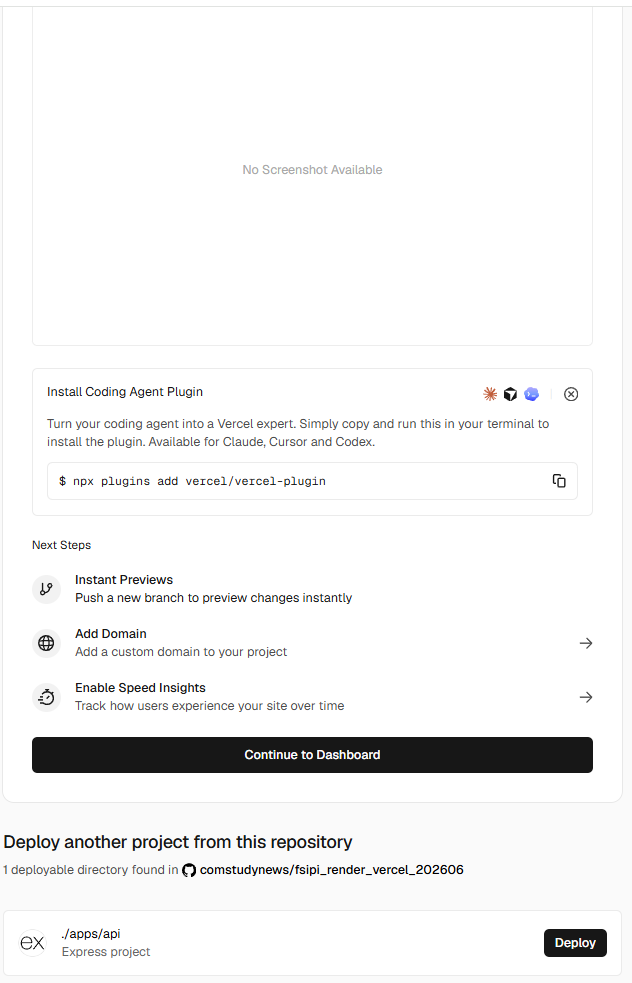 No Screenshot Available
Install Coding Agent Plugin
Turn your coding agent into a Vercel expert. Simply copy and run this in your terminal to
install the plugin. Available for Claude, Cursor and Codex.
$ npx plugins add vercel/vercel-plugin
Next Steps
Instant Previews
Push a new branch to preview changes instantly
Add Domain
Add a custom domain to your project
Enable Speed Insights
Track how users experience your site over time
Continue to Dashboard
Deploy another project from this repository
1 deployable directory found in comstudynews/fsipi_render_vercel_202606
ex
./apps/api
Express project
Deploy